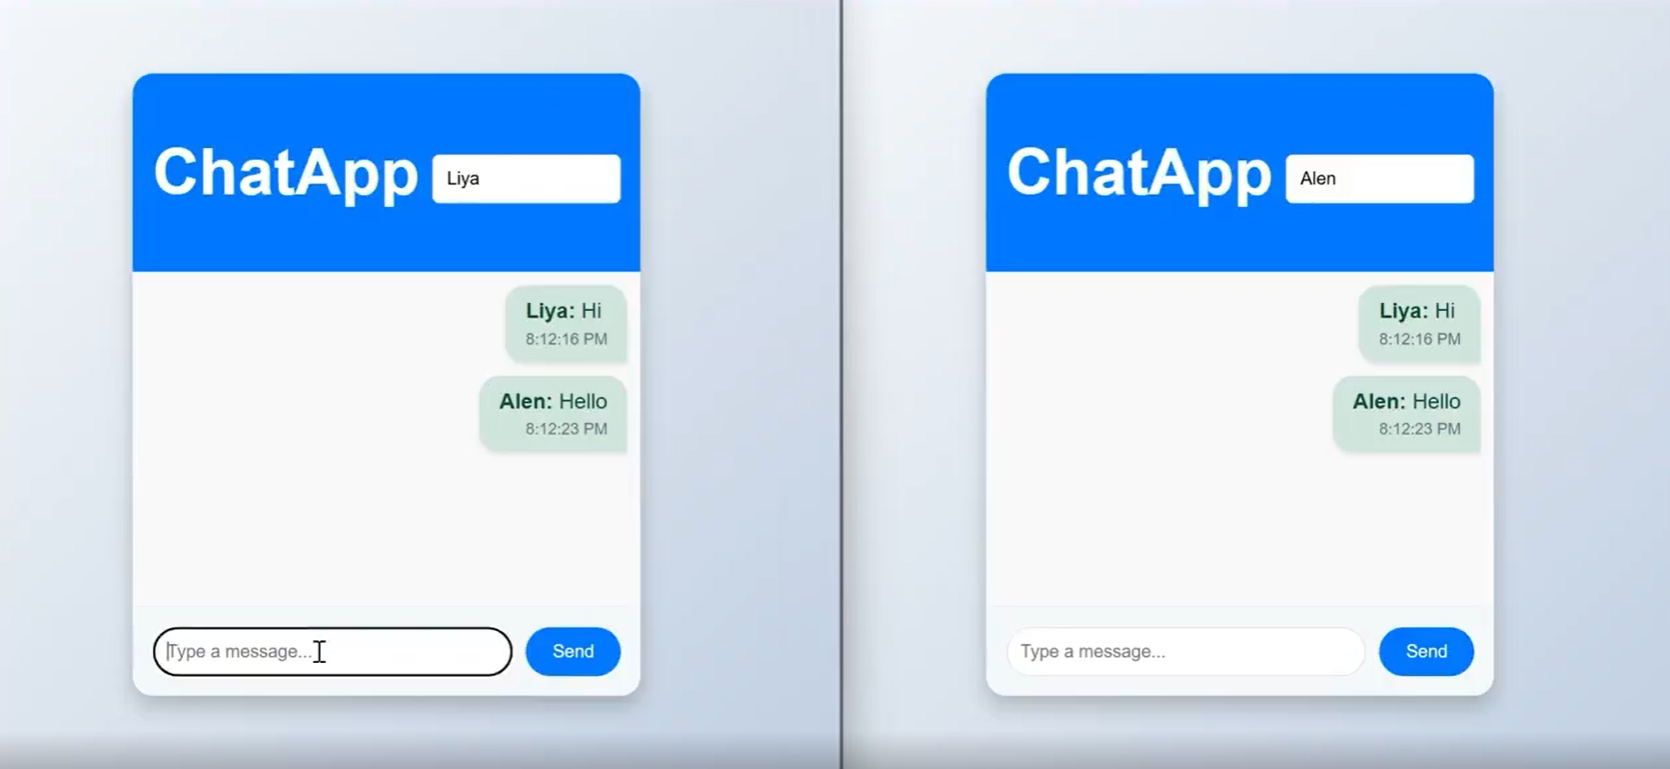 ChatApp Liya
Liya: Hi
8:12:16 PM
Alen: Hello
8:12:23 PM
Type a message...
Send
ChatApp Alen
Liya: Hi
8:12:16 PM
Alen: Hello
8:12:23 PM
Type a message...
Send